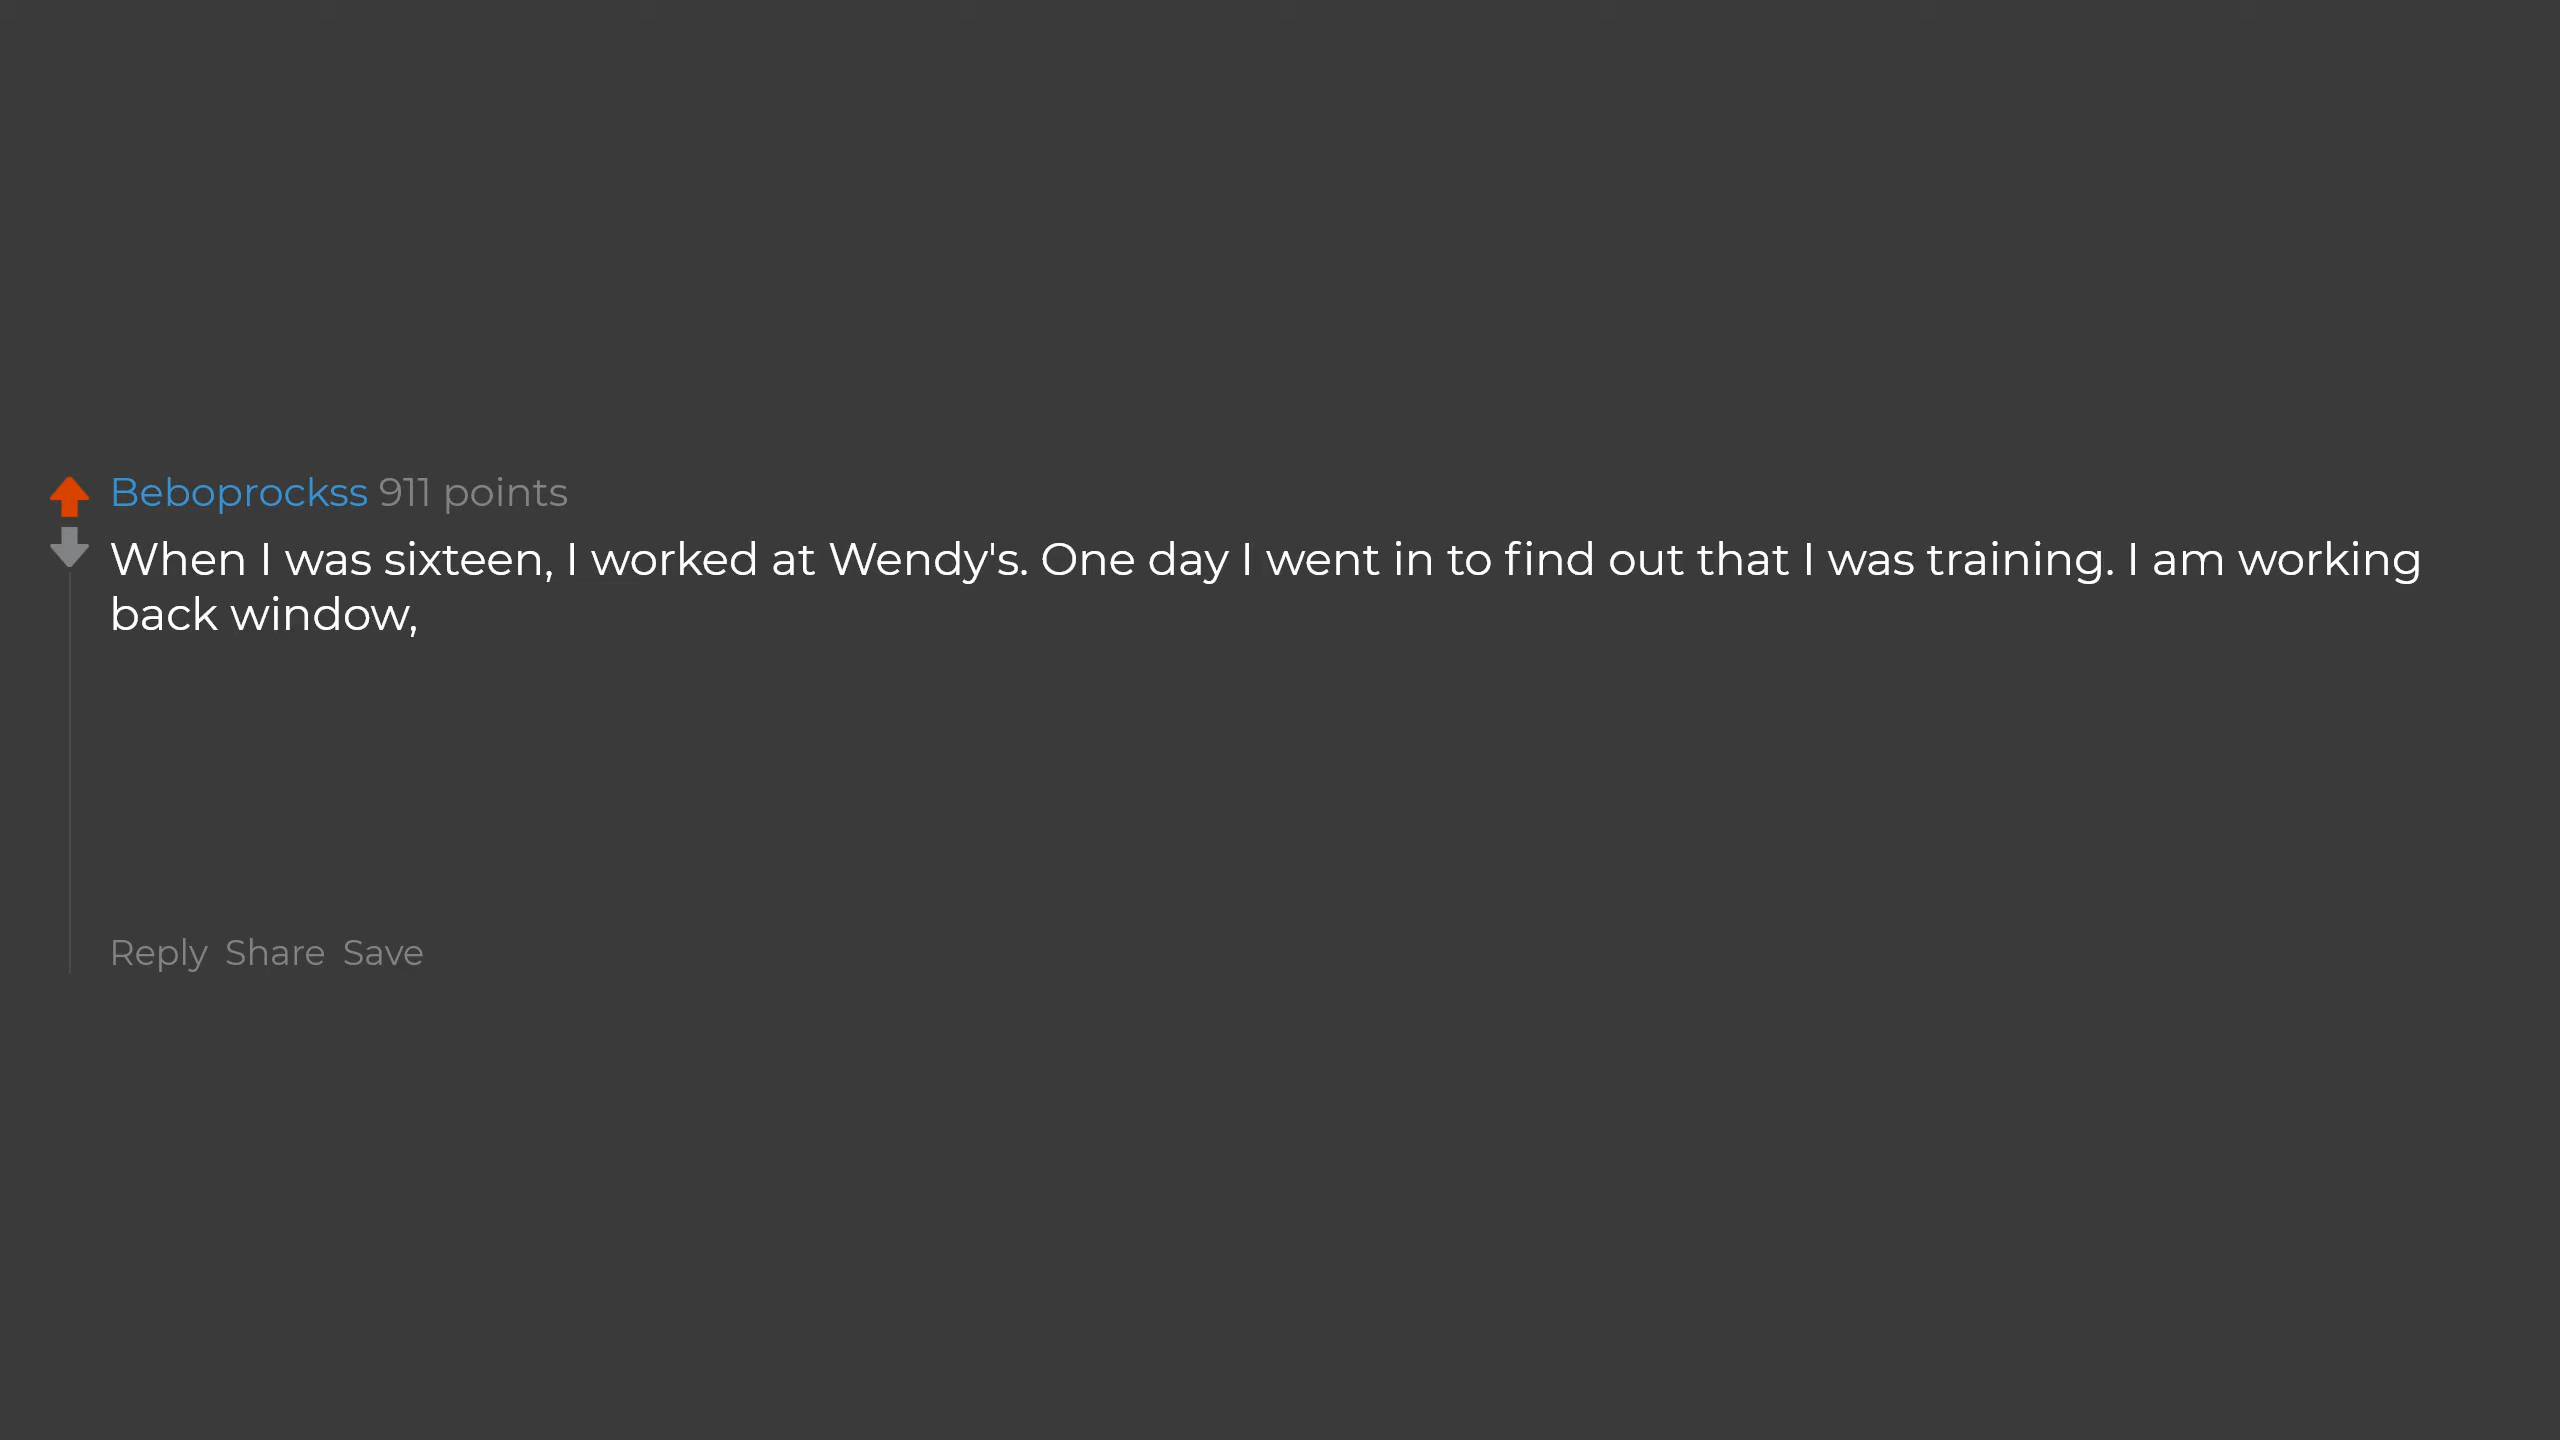 Beboprockss 911 points
When I was sixteen, I worked at Wendy's. One day I went in to find out that I was training. I am working
back window,
Reply Share Save